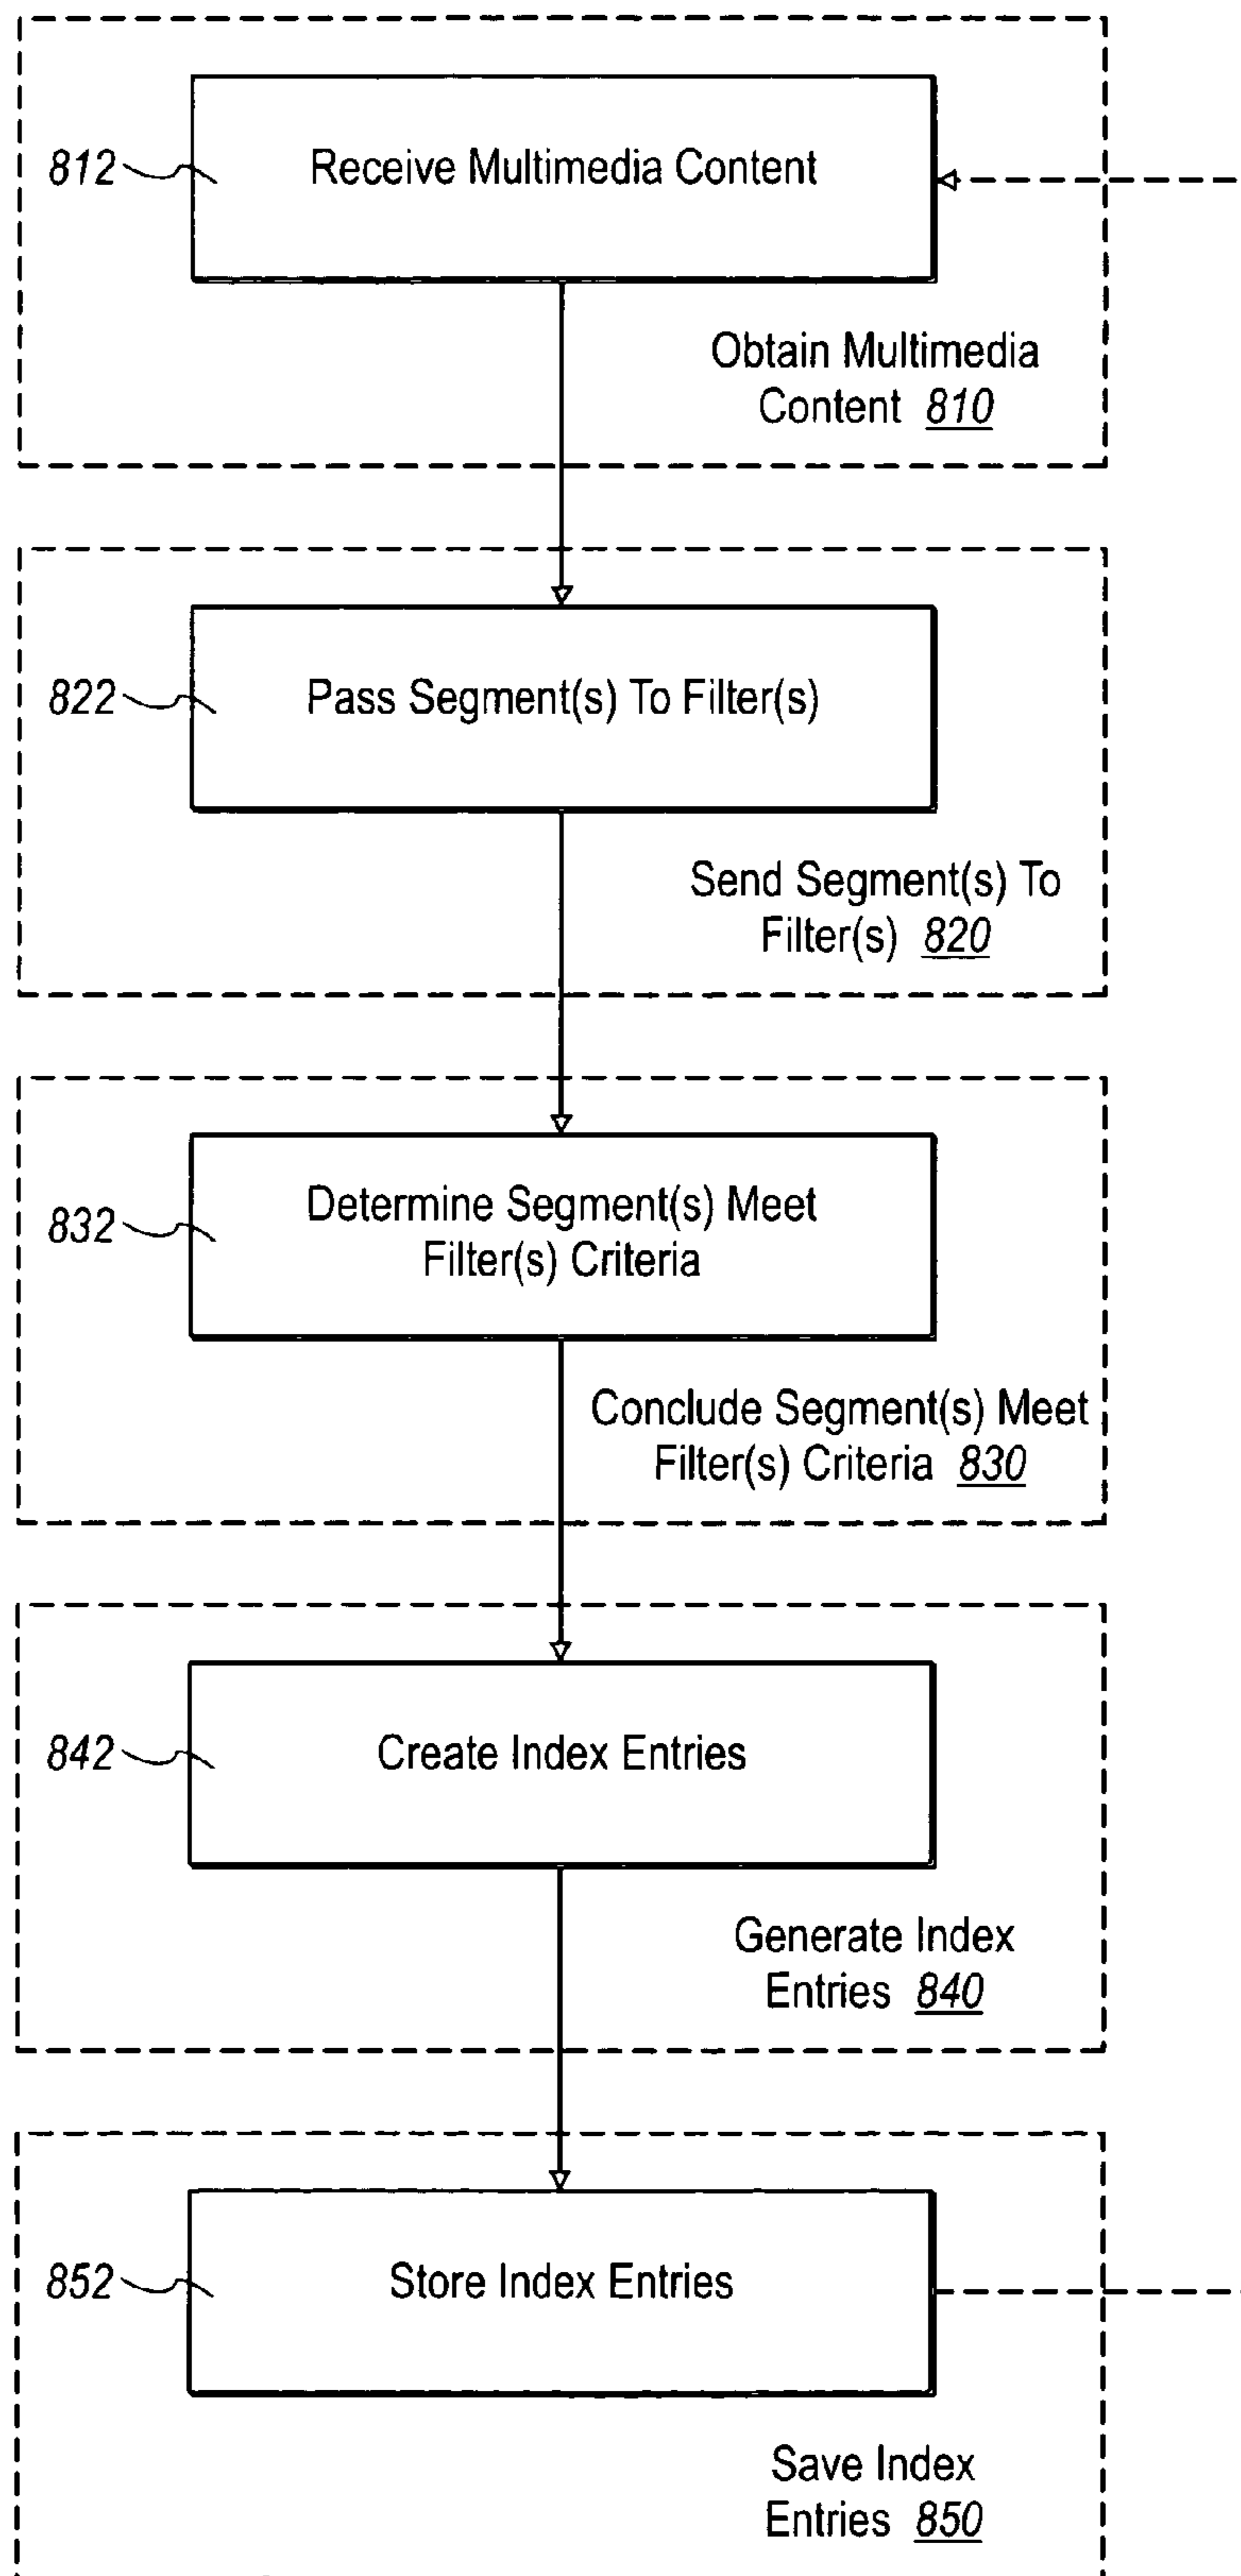 812
Receive Multimedia Content
Obtain Multimedia
Content 810
822
Pass Segment(s) To Filter(s)
Send Segment(s) To
Filter(s) 820
832
Determine Segment(s) Meet
Filter(s) Criteria
Conclude Segment(s) Meet
Filter(s) Criteria 830
842
Create Index Entries
Generate Index
Entries 840
852
Store Index Entries
Save Index
Entries 850